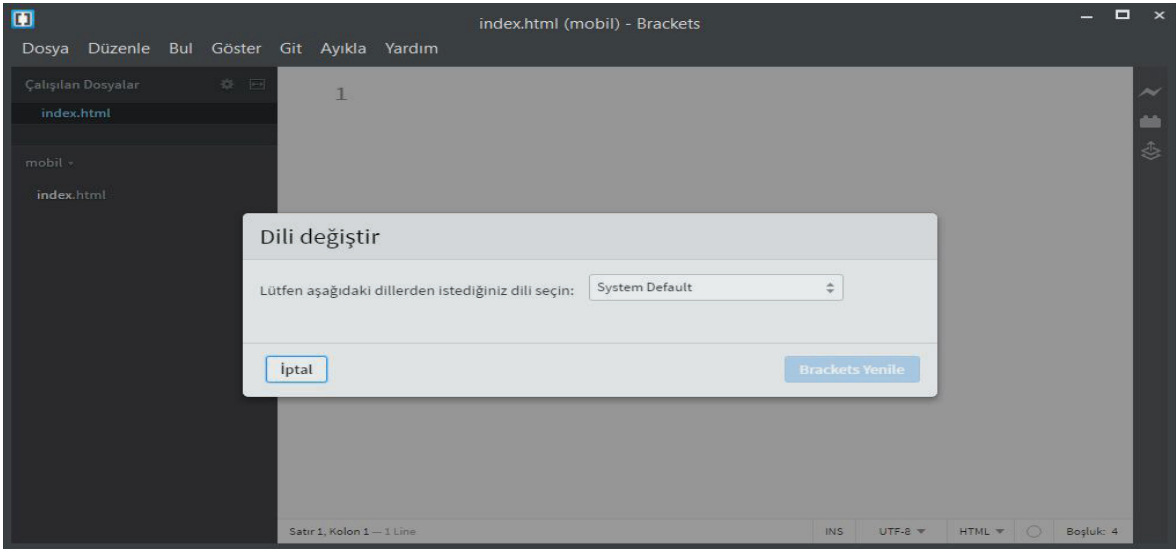 index.html (mobil) - Brackets
Dosya Düzenle Bul Göster Git Ayıkla Yardım
Çalışılan Dosyalar
index.html
mobil
index.html
1
Dili değiştir
Lütfen aşağıdaki dillerden istediğiniz dili seçin: System Default
İptal Brackets Yenile
Satır 1, Kolon 1 — 1 Line INS UTF-8 HTML Boşluk: 4